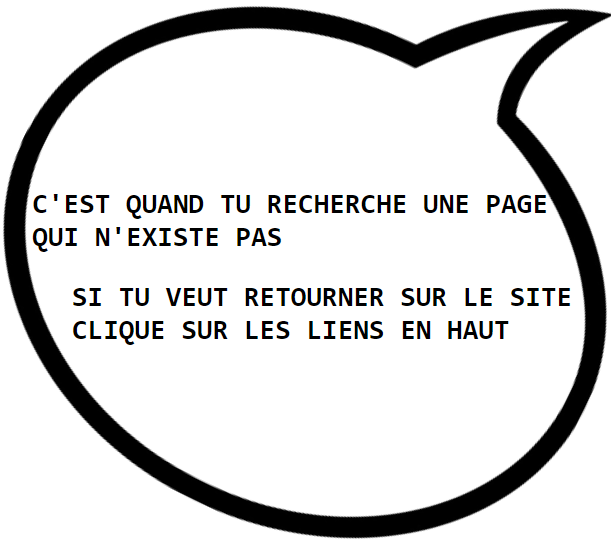 C'EST QUAND TU RECHERCHE UNE PAGE
QUI N'EXISTE PAS
SI TU VEUT RETOURNER SUR LE SITE
CLIQUE SUR LES LIENS EN HAUT